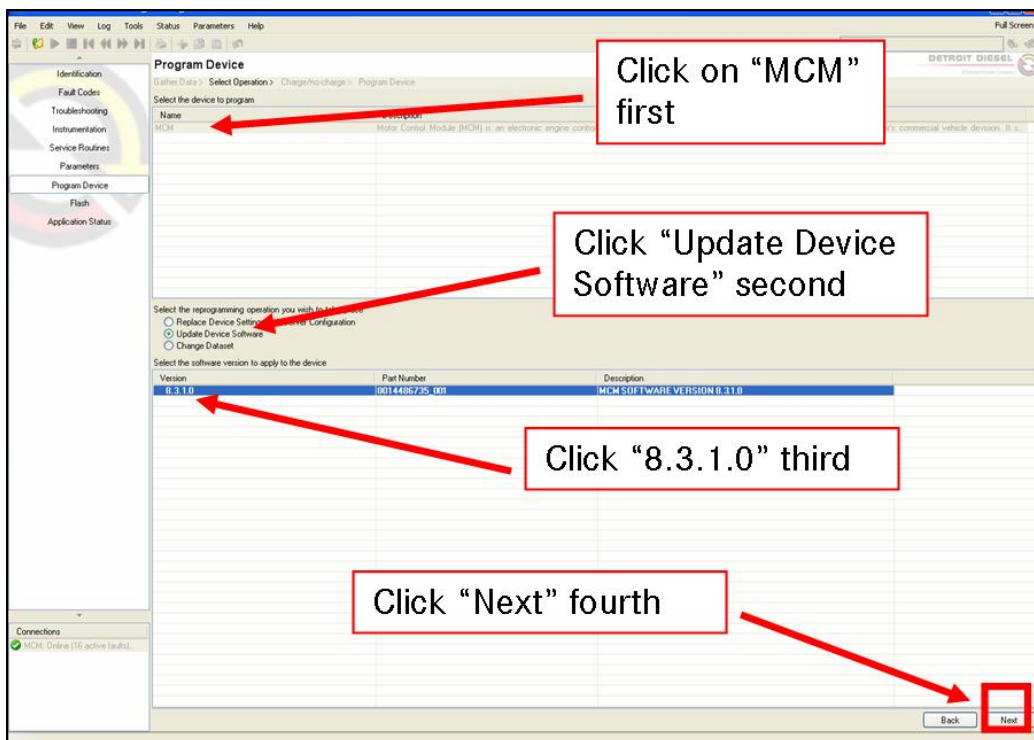 File Edit View Log Tools Status Parameters Help Full Screen
Program Device
DETROIT DIESEL
Gather Data > Select Operation > Charge/no-charge > Program Device
Select the device to program
Click on “MCM”
first
Name
MCM Motor Control Module (MCM) is an electronic engine commercial vehicle devision. It s...
Identification
Fault Codes
Troubleshooting
Instrumentation
Service Routines
Parameters
Program Device
Flash
Application Status
Click “Update Device
Software” second
Select the reprogramming operation you wish to
Replace Device Configuration
Update Device Software
Change Dataset
Select the software version to apply to the device
Version Part Number Description
8.3.1.0 0014486735_001 MCM SOFTWARE VERSION 8.3.1.0
Click “8.3.1.0” third
Click “Next” fourth
Connections
MCM: Online (16 active faults)..
Back Next